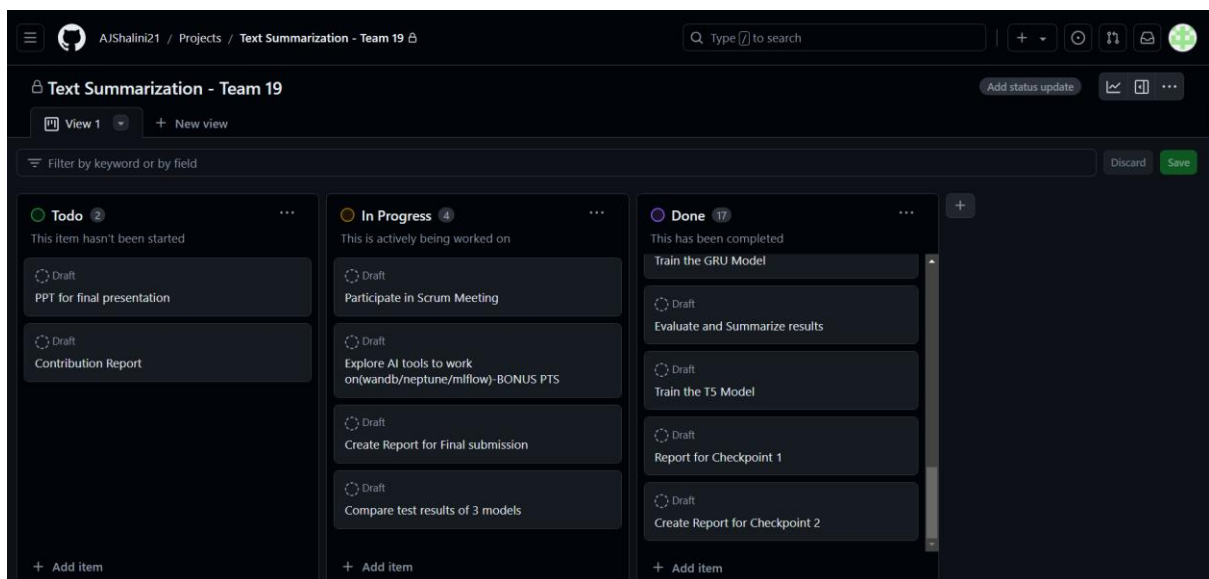 AJShalini21 / Projects / Text Summarization - Team 19
Type / to search
Text Summarization - Team 19
Add status update
View 1
+ New view
Filter by keyword or by field
Discard
Save
Todo 2
This item hasn't been started
Draft
PPT for final presentation
Draft
Contribution Report
+ Add item
In Progress 4
This is actively being worked on
Draft
Participate in Scrum Meeting
Draft
Explore AI tools to work
on(wandb/neptune/mlflow)-BONUS PTS
Draft
Create Report for Final submission
Draft
Compare test results of 3 models
+ Add item
Done 17
This has been completed
Train the GRU Model
Draft
Evaluate and Summarize results
Draft
Train the T5 Model
Draft
Report for Checkpoint 1
Draft
Create Report for Checkpoint 2
+ Add item